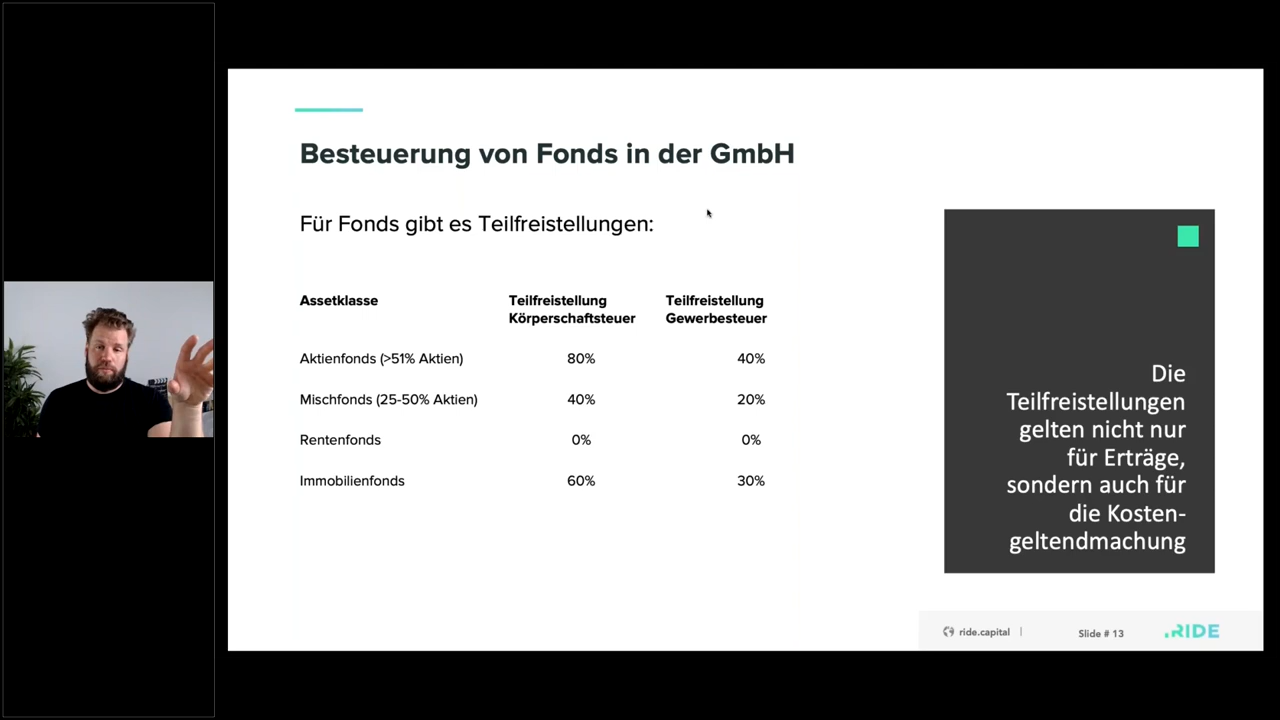 Besteuerung von Fonds in der GmbH
Für Fonds gibt es Teilfreistellungen:
Assetklasse
Teilfreistellung
Körperschaftsteuer
Teilfreistellung
Gewerbesteuer
Aktienfonds (>51% Aktien) 80% 40%
Mischfonds (25-50% Aktien) 40% 20%
Rentenfonds 0% 0%
Immobilienfonds 60% 30%
Die
Teilfreistellungen
gelten nicht nur
für Erträge,
sondern auch für
die Kosten-
geltendmachung
ride.capital | Slide # 13 RIDE